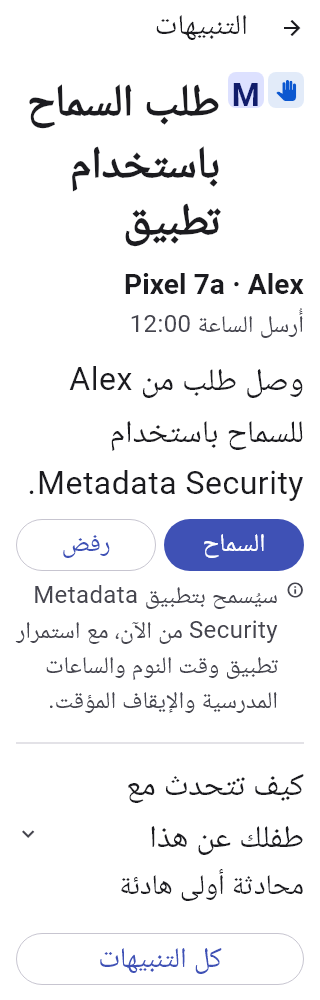 التنبيهات
M
طلب السماح
باستخدام
تطبيق
Pixel 7a · Alex
أُرسل الساعة 12:00
وصل طلب من Alex
للسماح باستخدام
Metadata Security.
السماح
رفض
سيُسمح بتطبيق Metadata
Security من الآن، مع استمرار
تطبيق وقت النوم والساعات
المدرسية والإيقاف المؤقت.
كيف تتحدث مع
طفلك عن هذا
محادثة أولى هادئة
كل التنبيهات